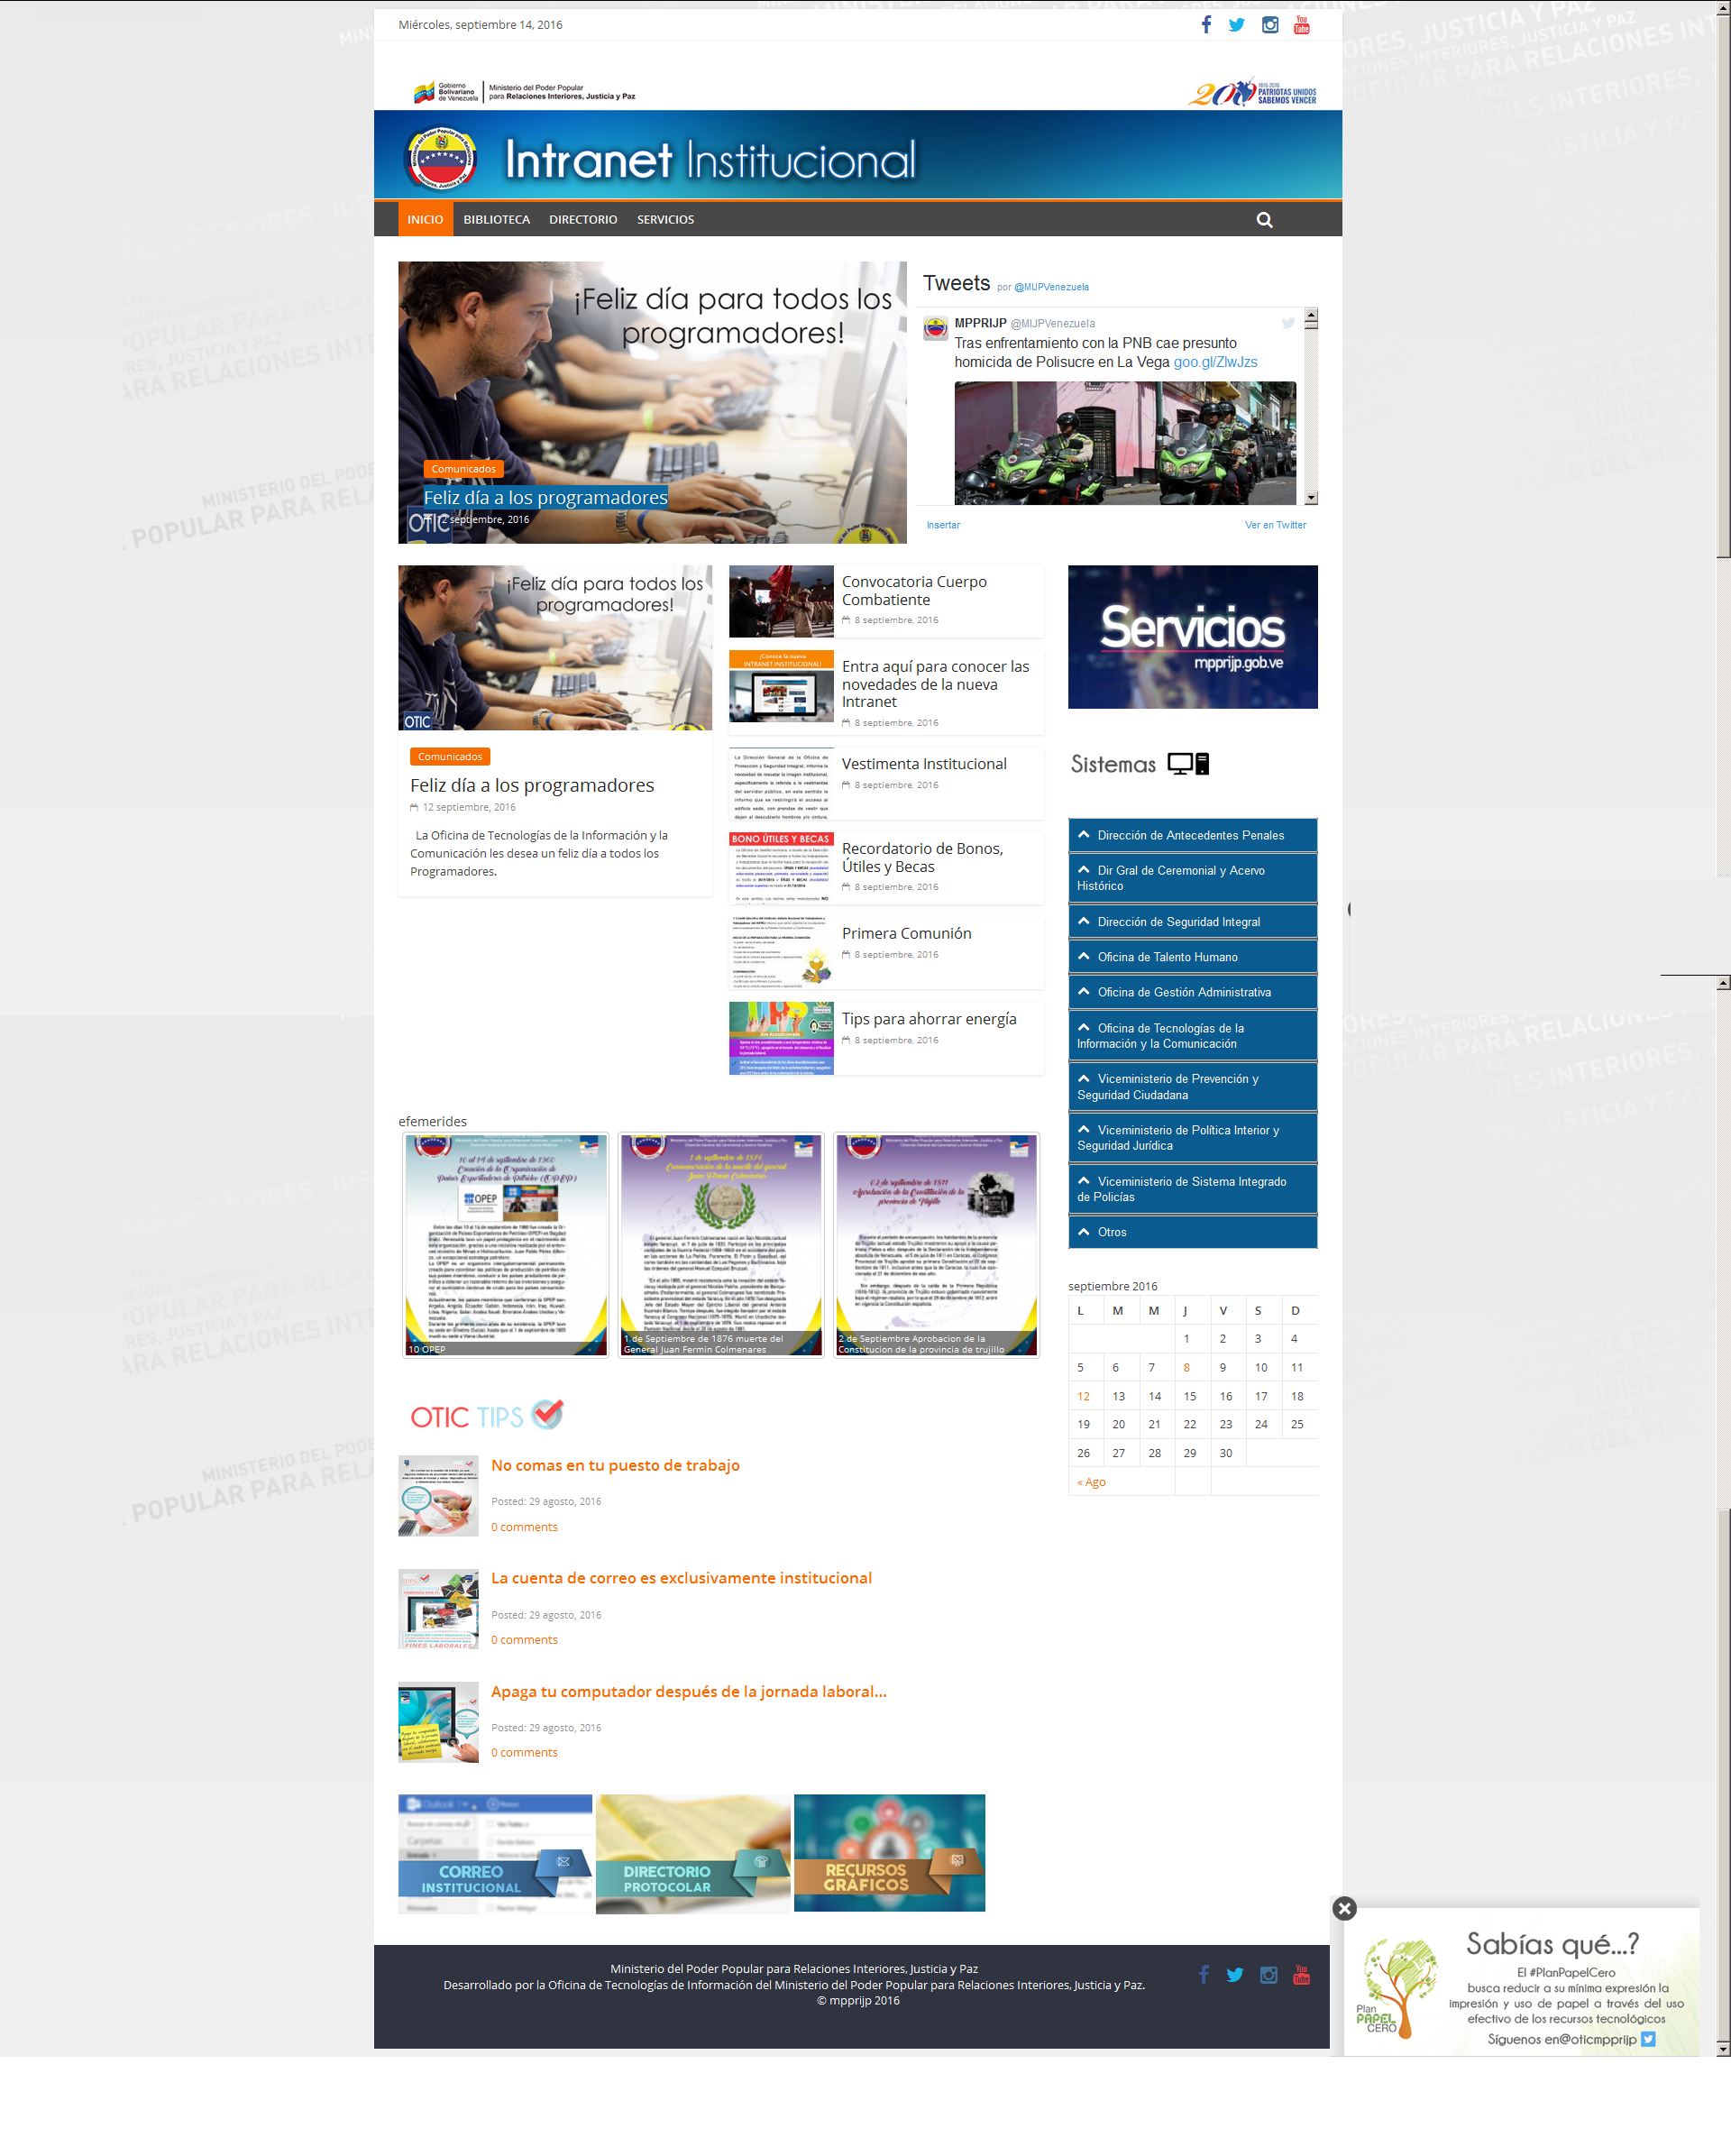 Miércoles, septiembre 14, 2016
Gobierno
Bolivariano
de Venezuela
Ministerio del Poder Popular
para Relaciones Interiores, Justicia y Paz
PATRIOTAS UNIDOS
SABEMOS VENCER
Intranet Institucional
INICIO BIBLIOTECA DIRECTORIO SERVICIOS
¡Feliz día para todos los
programadores!
Comunicados
Feliz día a los programadores
12 septiembre, 2016
OTIC
Tweets por @MIJPVenezuela
MPPRIJP @MIJPVenezuela
Tras enfrentamiento con la PNB cae presunto
homicida de Polisucre en La Vega goo.gl/ZlwJzs
Insertar Ver en Twitter
¡Feliz día para todos los
programadores!
OTIC
Comunicados
Feliz día a los programadores
12 septiembre, 2016
La Oficina de Tecnologías de la Información y la
Comunicación les desea un feliz día a todos los
Programadores.
Convocatoria Cuerpo
Combatiente
8 septiembre, 2016
¡Conoce la nueva
INTRANET INSTITUCIONAL!
Entra aquí para conocer las
novedades de la nueva
Intranet
8 septiembre, 2016
Vestimenta Institucional
8 septiembre, 2016
BONO ÚTILES Y BECAS
Recordatorio de Bonos,
Útiles y Becas
8 septiembre, 2016
Primera Comunión
8 septiembre, 2016
Tips para ahorrar energía
8 septiembre, 2016
Servicios
mpprijp.gob.ve
Sistemas
Dirección de Antecedentes Penales
Dir Gral de Ceremonial y Acervo
Histórico
Dirección de Seguridad Integral
Oficina de Talento Humano
Oficina de Gestión Administrativa
Oficina de Tecnologías de la
Información y la Comunicación
Viceministerio de Prevención y
Seguridad Ciudadana
Viceministerio de Política Interior y
Seguridad Jurídica
Viceministerio de Sistema Integrado
de Policías
Otros
septiembre 2016
L M M J V S D
1 2 3 4
5 6 7 8 9 10 11
12 13 14 15 16 17 18
19 20 21 22 23 24 25
26 27 28 29 30
« Ago
efemerides
OPEP
10 OPEP
1 de Septiembre de 1876 muerte del
General Juan Fermin Colmenares
2 de Septiembre Aprobacion de la
Constitucion de la provincia de trujillo
OTIC TIPS
No comas en tu puesto de trabajo
Posted: 29 agosto, 2016
0 comments
La cuenta de correo es exclusivamente institucional
Posted: 29 agosto, 2016
0 comments
Apaga tu computador después de la jornada laboral...
Posted: 29 agosto, 2016
0 comments
CORREO
INSTITUCIONAL
DIRECTORIO
PROTOCOLAR
RECURSOS
GRÁFICOS
Ministerio del Poder Popular para Relaciones Interiores, Justicia y Paz
Desarrollado por la Oficina de Tecnologías de Información del Ministerio del Poder Popular para Relaciones Interiores, Justicia y Paz.
© mpprijp 2016
Sabías qué...?
El #PlanPapelCero
busca reducir a su mínima expresión la
impresión y uso de papel a través del uso
efectivo de los recursos tecnológicos
Síguenos en@oticmpprijp
Plan
PAPEL
CERO